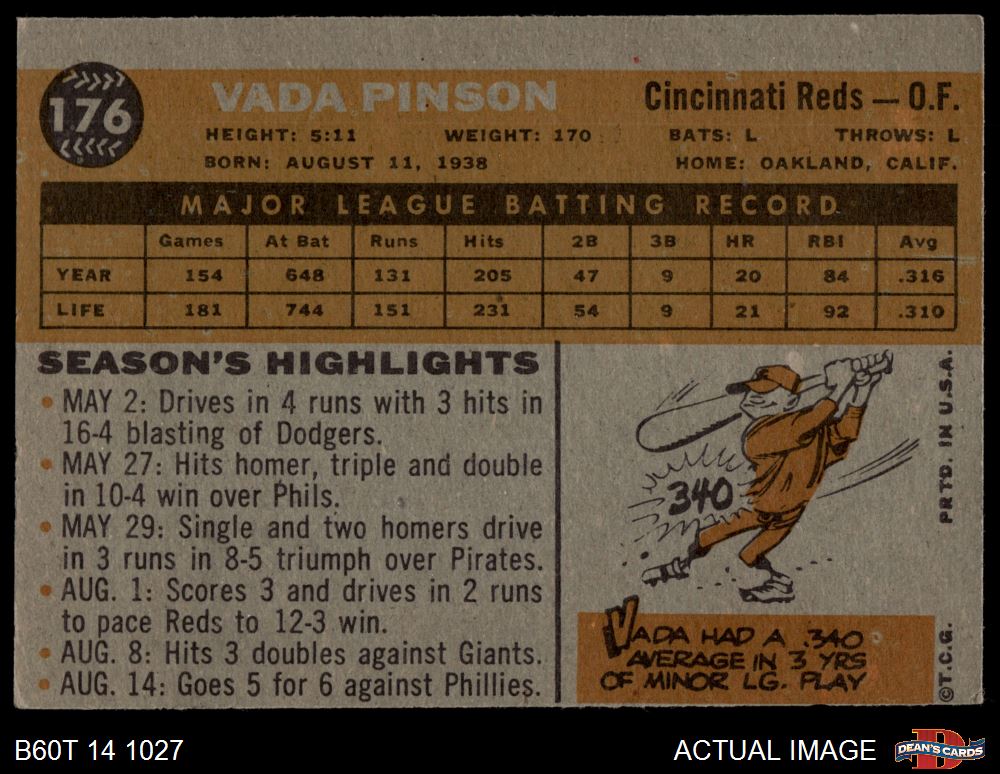 176
VADA PINSON
Cincinnati Reds — O.F.
HEIGHT: 5:11 WEIGHT: 170 BATS: L THROWS: L
BORN: AUGUST 11, 1938 HOME: OAKLAND, CALIF.
MAJOR LEAGUE BATTING RECORD
Games At Bat Runs Hits 2B 3B HR RBI Avg
YEAR 154 648 131 205 47 9 20 84 .316
LIFE 181 744 151 231 54 9 21 92 .310
SEASON'S HIGHLIGHTS
• MAY 2: Drives in 4 runs with 3 hits in
16-4 blasting of Dodgers.
• MAY 27: Hits homer, triple and double
in 10-4 win over Phils.
• MAY 29: Single and two homers drive
in 3 runs in 8-5 triumph over Pirates.
• AUG. 1: Scores 3 and drives in 2 runs
to pace Reds to 12-3 win.
• AUG. 8: Hits 3 doubles against Giants.
• AUG. 14: Goes 5 for 6 against Phillies.
340
VADA HAD A .340
AVERAGE IN 3 YRS
OF MINOR LG. PLAY
©T.C.G. PRTD. IN U.S.A.
B60T 14 1027
ACTUAL IMAGE
D
DEAN'S CARDS